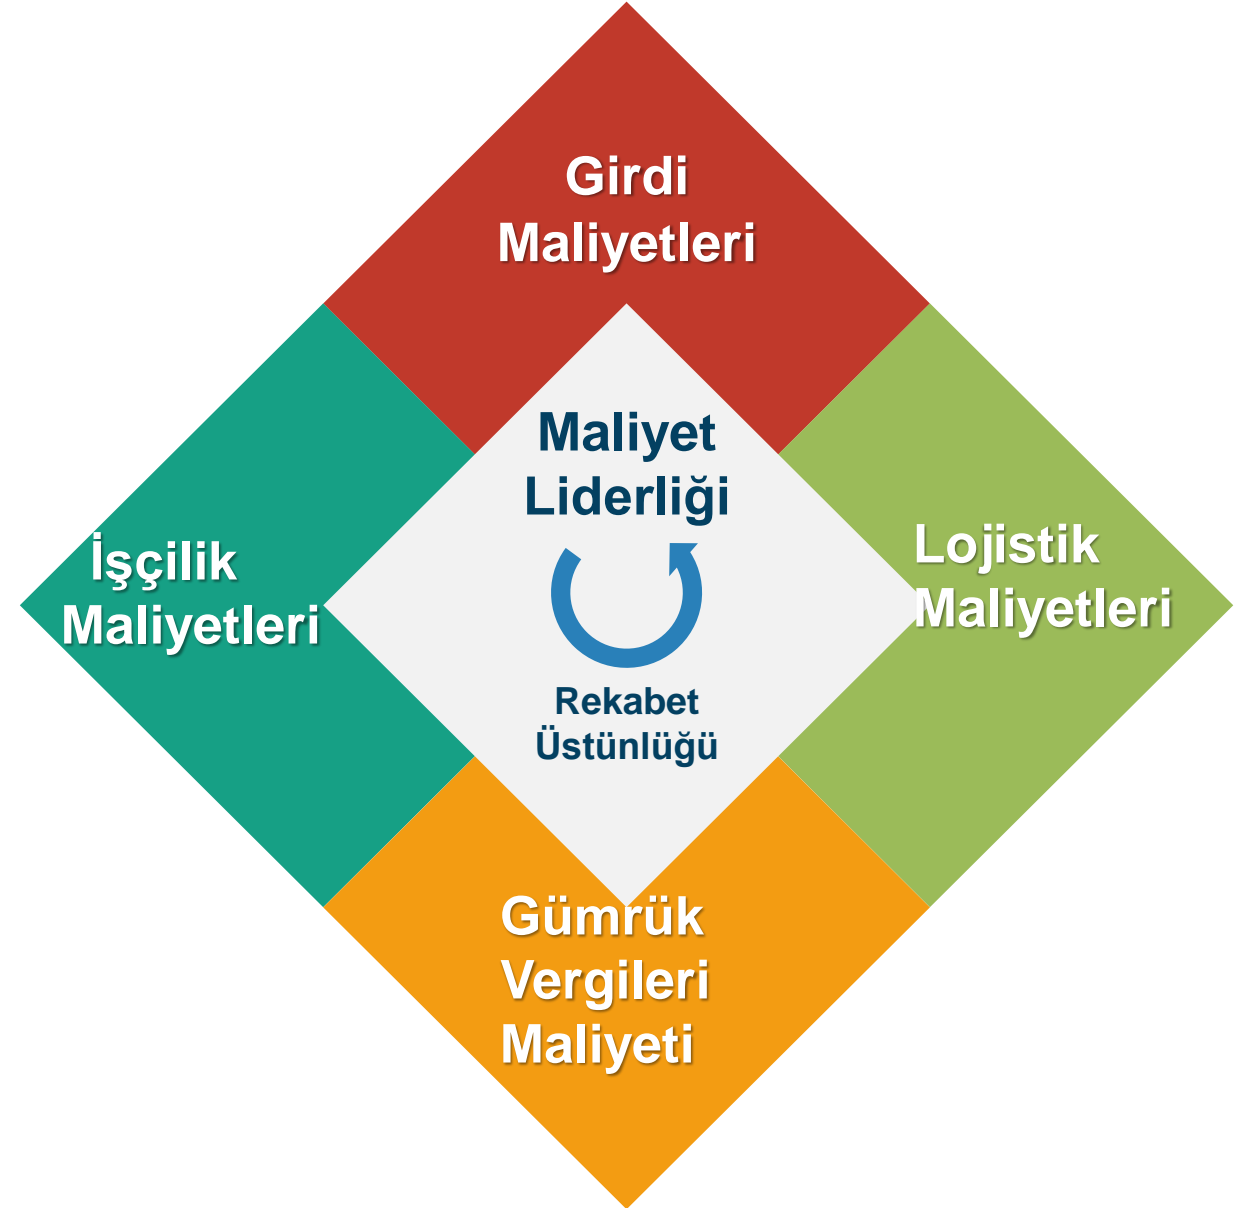 Girdi
Maliyetleri
Maliyet
Liderliği
İşçilik
Maliyetleri
Lojistik
Maliyetleri
Rekabet
Üstünlüğü
Gümrük
Vergileri
Maliyeti